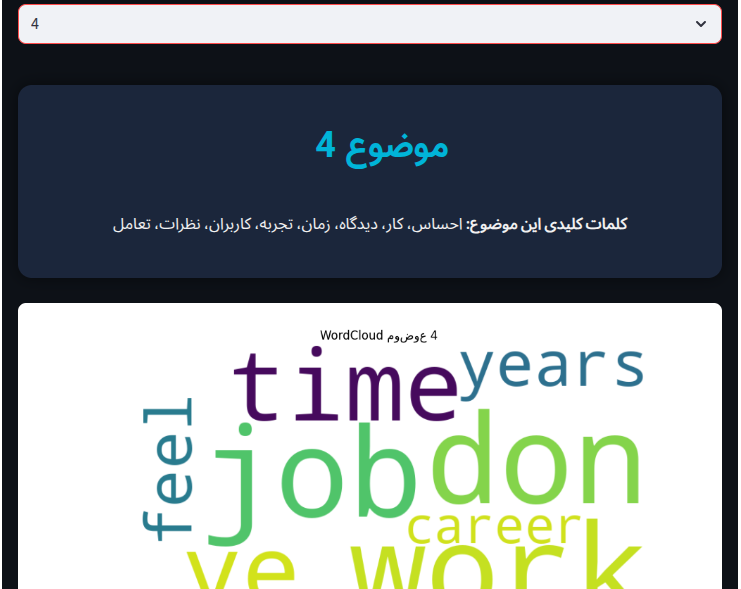 4
موضوع 4
کلمات کلیدی این موضوع: احساس، کار، دیدگاه، زمان، تجربه، کاربران، نظرات، تعامل
WordCloud عوضوم 4
time
years
feel
job
don
career
ve
work